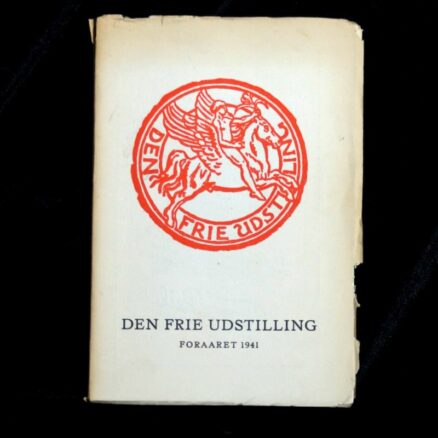 DEN FRIE UDSTILLING
DEN FRIE UDSTILLING
FORAARET 1941